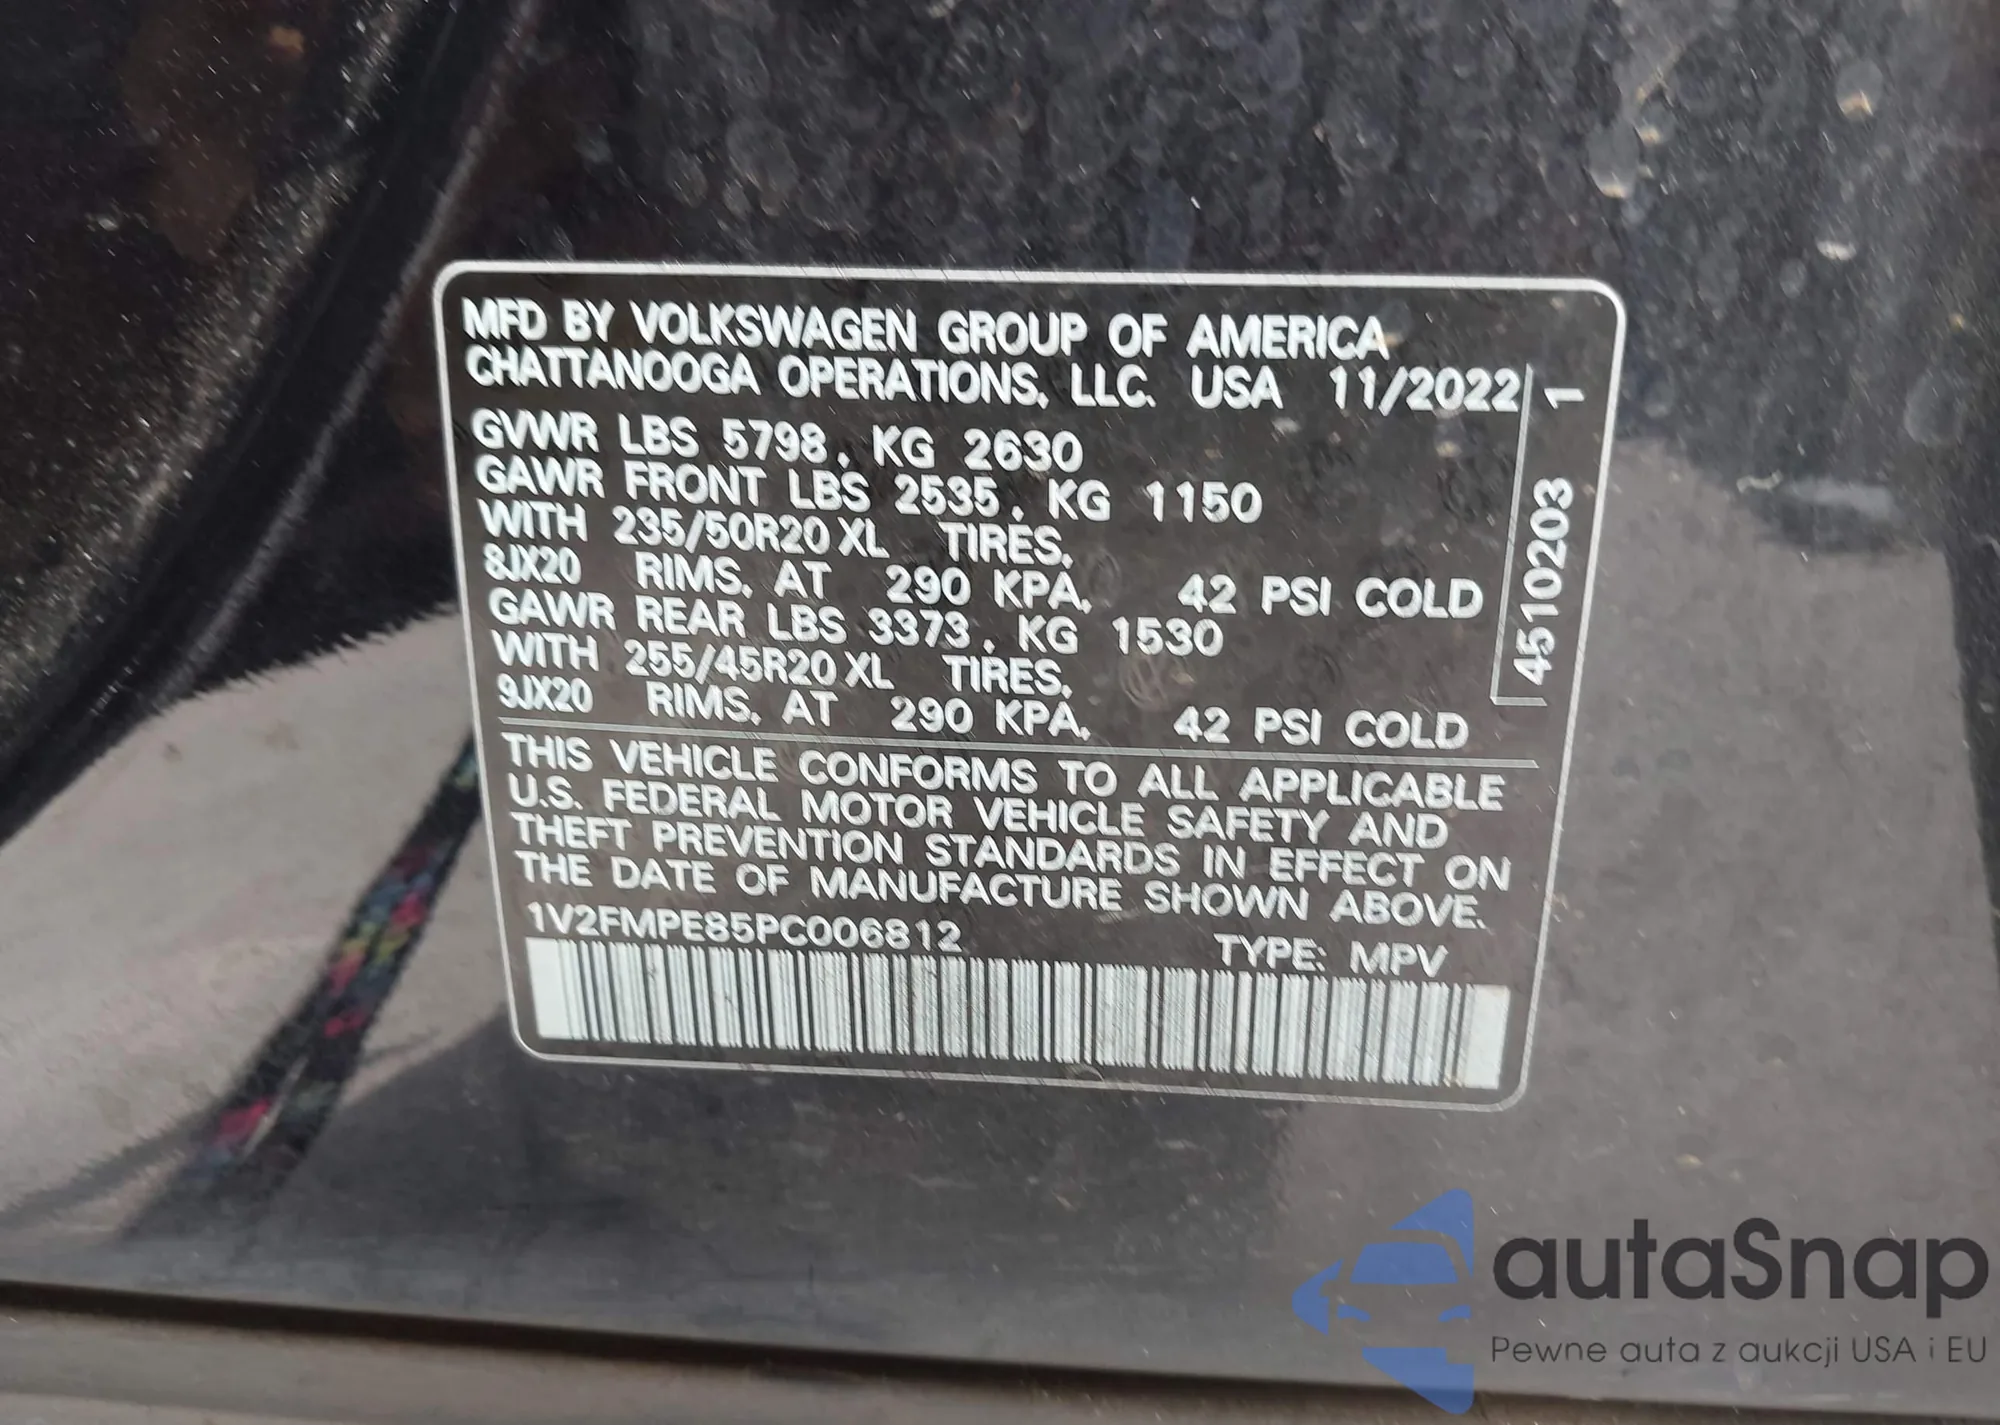 MFD BY VOLKSWAGEN GROUP OF AMERICA
CHATTANOOGA OPERATIONS, LLC. USA 11/2022
GVWR LBS 5798, KG 2630
GAWR FRONT LBS 2535, KG 1150
WITH 235/50R20 XL TIRES,
8JX20 RIMS, AT 290 KPA, 42 PSI COLD
GAWR REAR LBS 3373, KG 1530
WITH 255/45R20 XL TIRES,
9JX20 RIMS, AT 290 KPA, 42 PSI COLD
4510203 1
THIS VEHICLE CONFORMS TO ALL APPLICABLE
U.S. FEDERAL MOTOR VEHICLE SAFETY AND
THEFT PREVENTION STANDARDS IN EFFECT ON
THE DATE OF MANUFACTURE SHOWN ABOVE.
1V2FMPE85PC006812
TYPE: MPV
autaSnap
Pewne auta z aukcji USA i EU